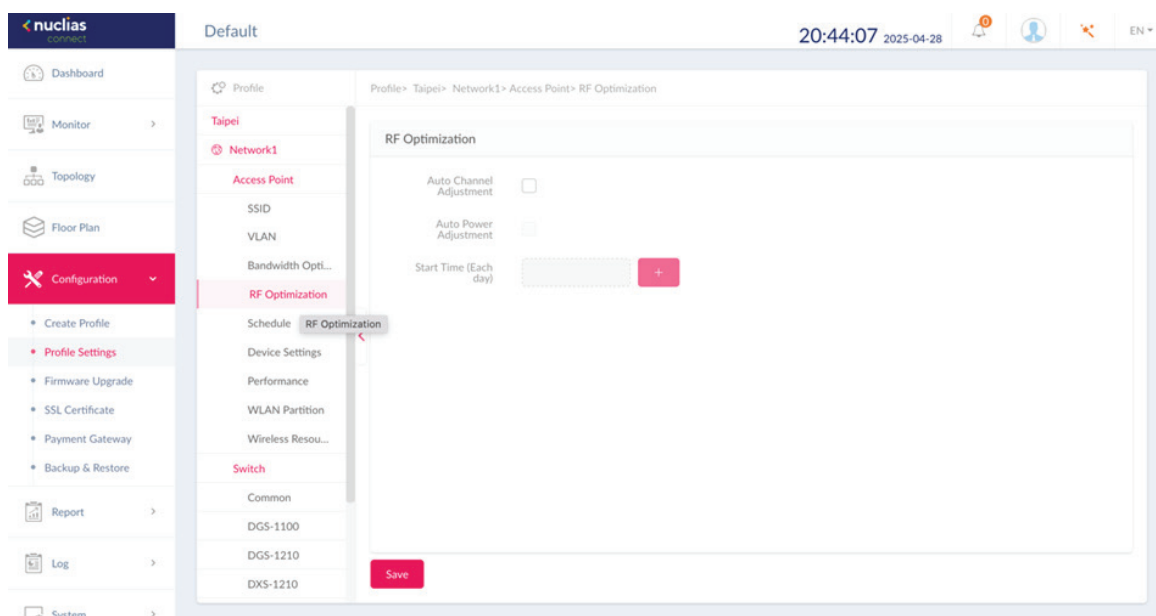 nuclias
connect
Default
20:44:07 2025-04-28
0
EN
Dashboard
Monitor
Topology
Floor Plan
Configuration
Create Profile
Profile Settings
Firmware Upgrade
SSL Certificate
Payment Gateway
Backup & Restore
Report
Log
System
Profile
Taipei
Network1
Access Point
SSID
VLAN
Bandwidth Opti...
RF Optimization
Schedule
RF Optimization
Device Settings
Performance
WLAN Partition
Wireless Resou...
Switch
Common
DGS-1100
DGS-1210
DXS-1210
Profile> Taipei> Network1> Access Point> RF Optimization
RF Optimization
Auto Channel
Adjustment
Auto Power
Adjustment
Start Time (Each
day)
+
Save